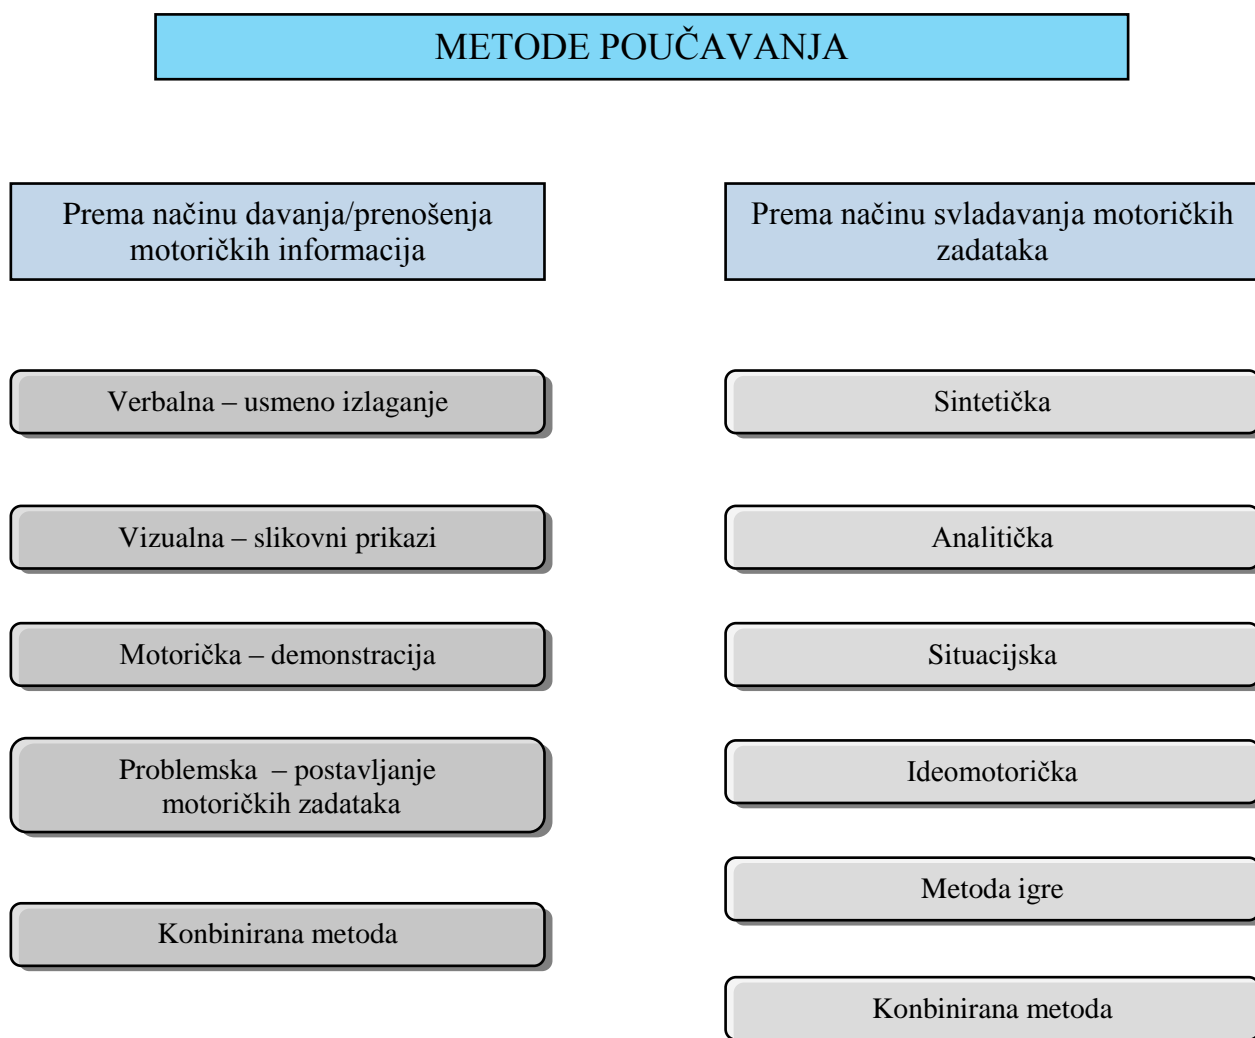 METODE POUČAVANJA
Prema načinu davanja/prenošenja
motoričkih informacija
Verbalna – usmeno izlaganje
Vizualna – slikovni prikazi
Motorička – demonstracija
Problemska – postavljanje
motoričkih zadataka
Konbinirana metoda
Prema načinu svladavanja motoričkih
zadataka
Sintetička
Analitička
Situacijska
Ideomotorička
Metoda igre
Konbinirana metoda